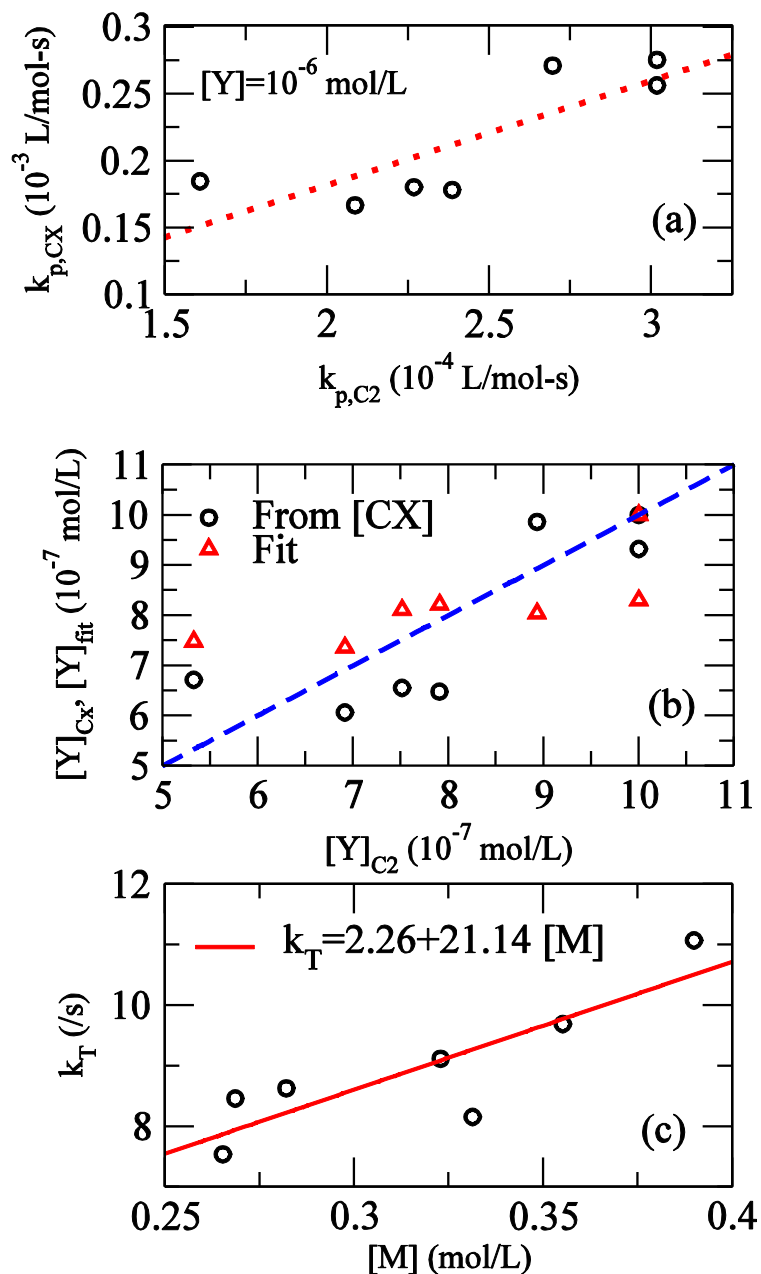 0.3
[Y]=10⁻⁶ mol/L
0.25
0.2
0.15
(a)
0.1
k_{p,CX} (10⁻³ L/mol-s)
1.5 2 2.5 3
k_{p,C2} (10⁻⁴ L/mol-s)
11
From [CX]
10
Fit
9
8
7
6
(b)
5
[Y]_{Cx}, [Y]_{fit} (10⁻⁷ mol/L)
5 6 7 8 9 10 11
[Y]_{C2} (10⁻⁷ mol/L)
12
k_T=2.26+21.14 [M]
10
8
(c)
k_T (/s)
0.25 0.3 0.35 0.4
[M] (mol/L)